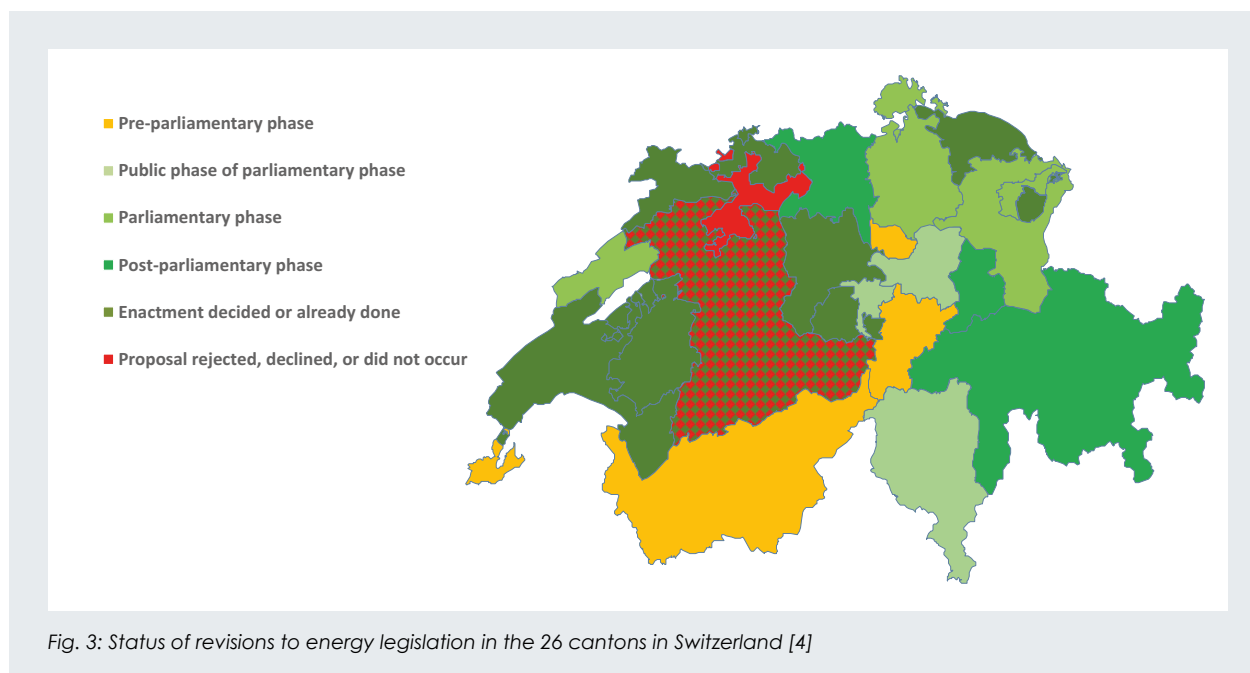 Pre-parliamentary phase
Public phase of parliamentary phase
Parliamentary phase
Post-parliamentary phase
Enactment decided or already done
Proposal rejected, declined, or did not occur
Fig. 3: Status of revisions to energy legislation in the 26 cantons in Switzerland [4]